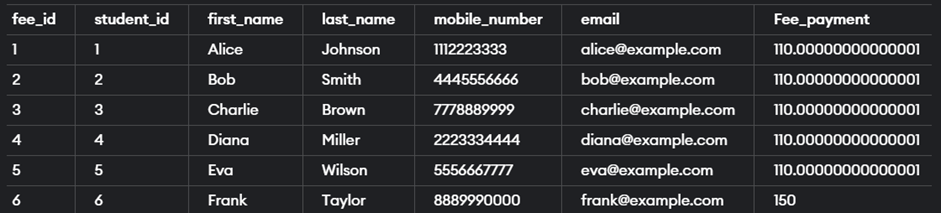 fee_id student_id first_name last_name mobile_number email Fee_payment
1 1 Alice Johnson 1112223333 alice@example.com 110.00000000000001
2 2 Bob Smith 4445556666 bob@example.com 110.00000000000001
3 3 Charlie Brown 7778889999 charlie@example.com 110.00000000000001
4 4 Diana Miller 2223334444 diana@example.com 110.00000000000001
5 5 Eva Wilson 5556667777 eva@example.com 110.00000000000001
6 6 Frank Taylor 8889990000 frank@example.com 150